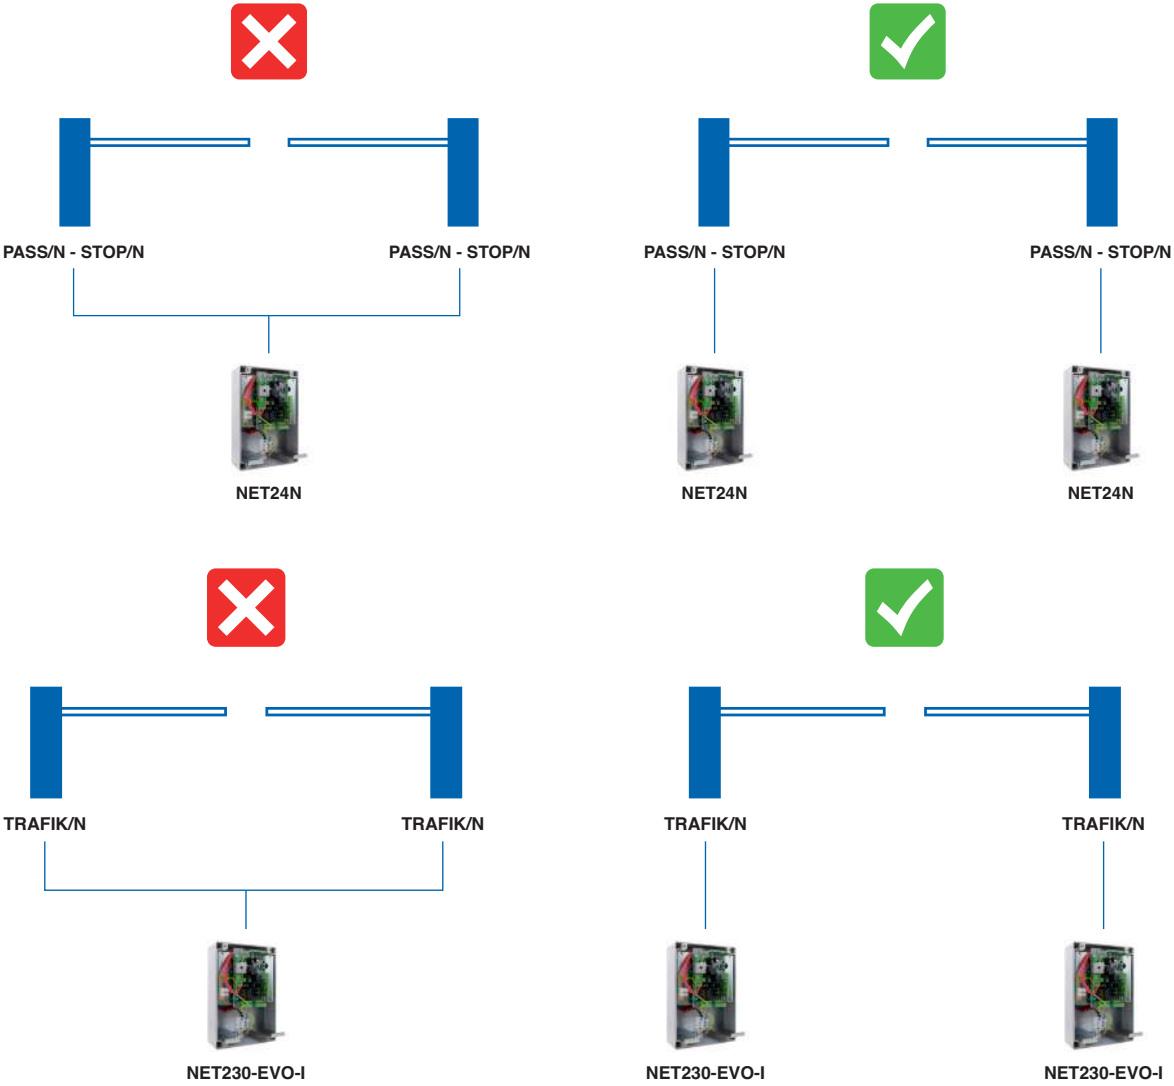 PASS/N - STOP/N
PASS/N - STOP/N
PASS/N - STOP/N
PASS/N - STOP/N
NET24N
NET24N
NET24N
TRAFIK/N
TRAFIK/N
TRAFIK/N
TRAFIK/N
NET230-EVO-I
NET230-EVO-I
NET230-EVO-I